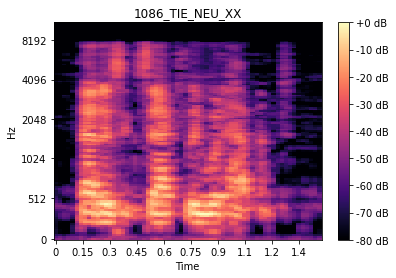 1086_TIE_NEU_XX
Hz
8192
4096
2048
1024
512
0
+0 dB
-10 dB
-20 dB
-30 dB
-40 dB
-50 dB
-60 dB
-70 dB
-80 dB
0 0.15 0.3 0.45 0.6 0.75 0.9 1.1 1.2 1.4
Time